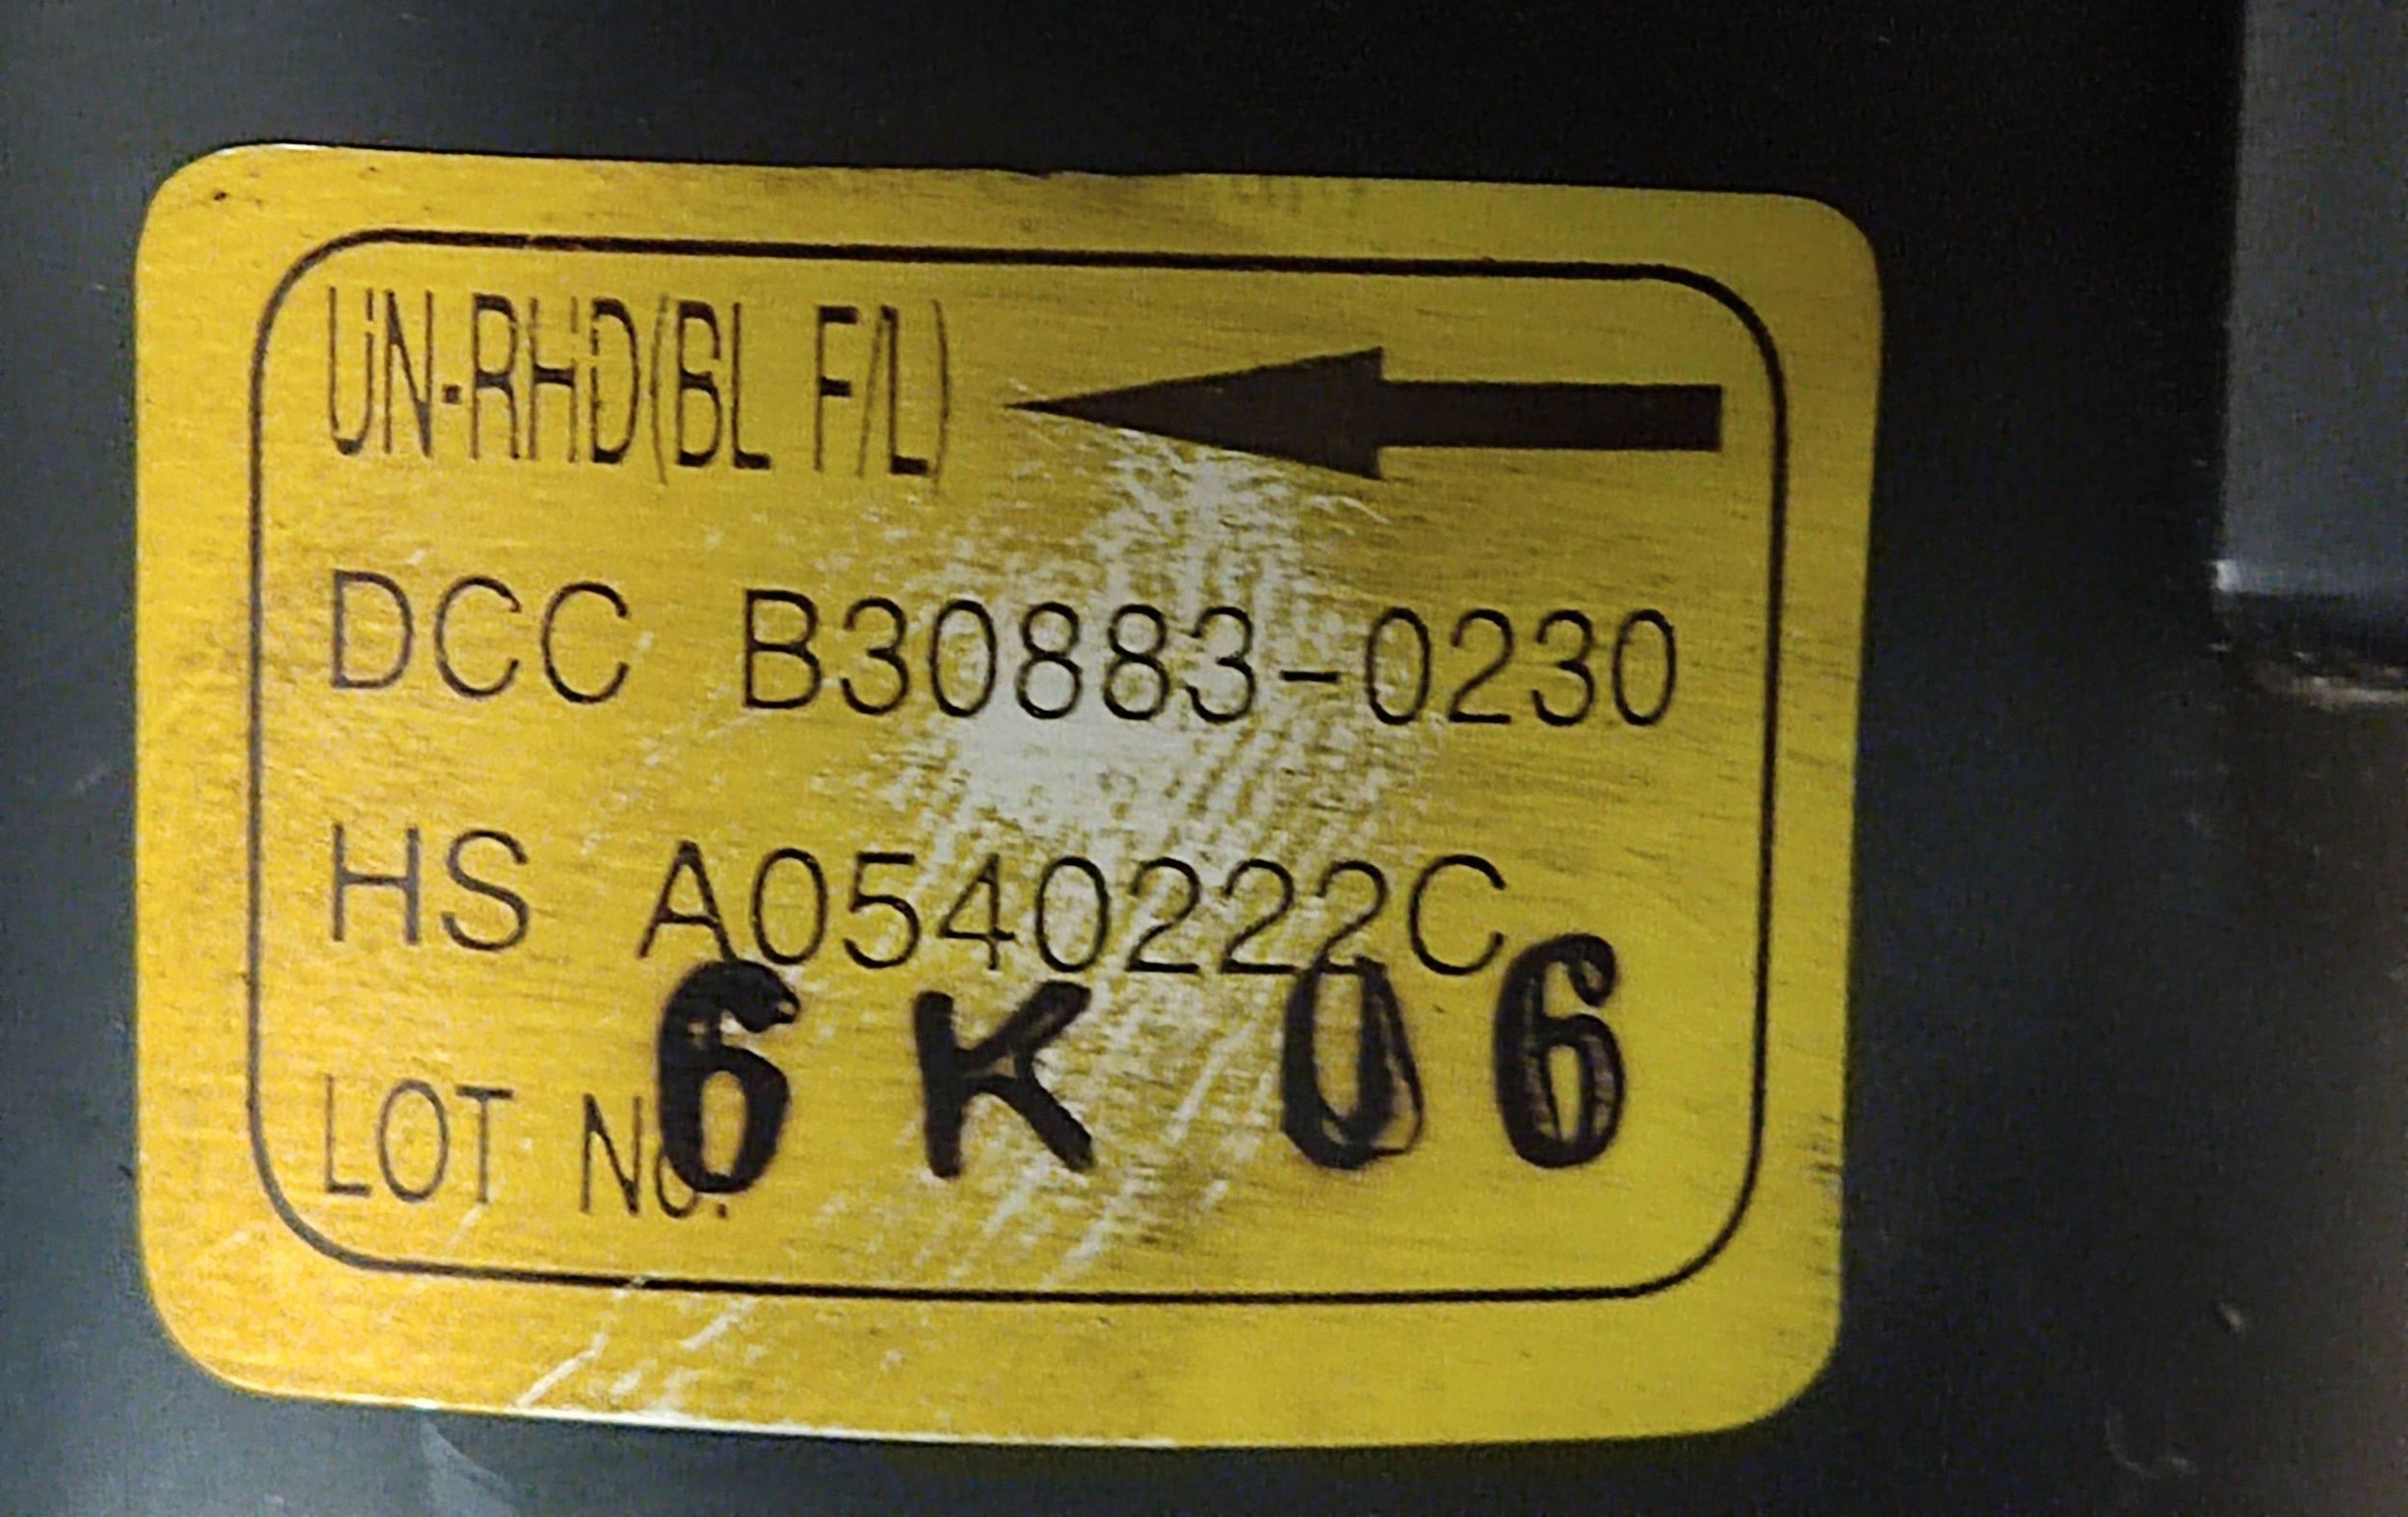 UN-RHD(BL F/L)
DCC B30883-0230
HS A0540222C
LOT No. 6 K 06